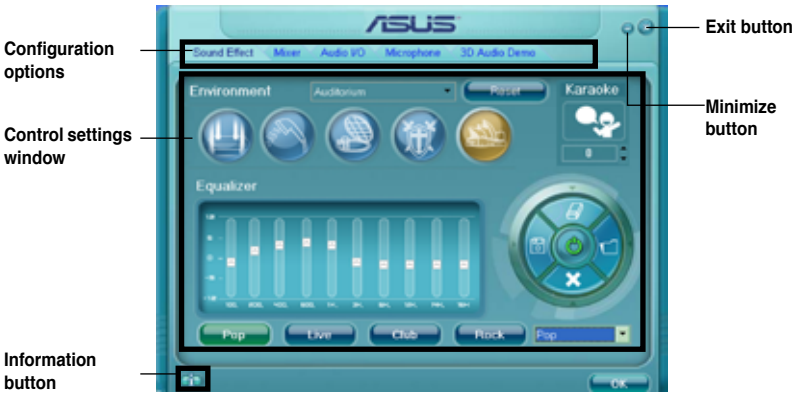 ASUS
Exit button
Configuration options
Sound Effect Mixer Audio I/O Microphone 3D Audio Demo
Environment Auditorium Reset Karaoke
Minimize button
Control settings window
0
Equalizer
Pop Live Club Rock Pop
Information button
OK